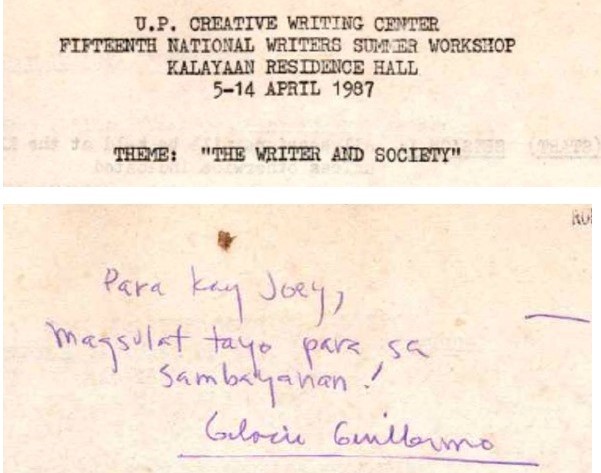 U.P. CREATIVE WRITING CENTER
FIFTEENTH NATIONAL WRITERS SUMMER WORKSHOP
KALAYAAN RESIDENCE HALL
5-14 APRIL 1987
THEME: "THE WRITER AND SOCIETY"
Para kay Joey,
Magsulat tayo para sa
Sambayanan!
Gelacio Guillermo